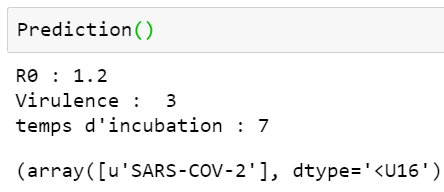 Prediction()
R0 : 1.2
Virulence :  3
temps d'incubation : 7
(array([u'SARS-COV-2'], dtype='<U16')